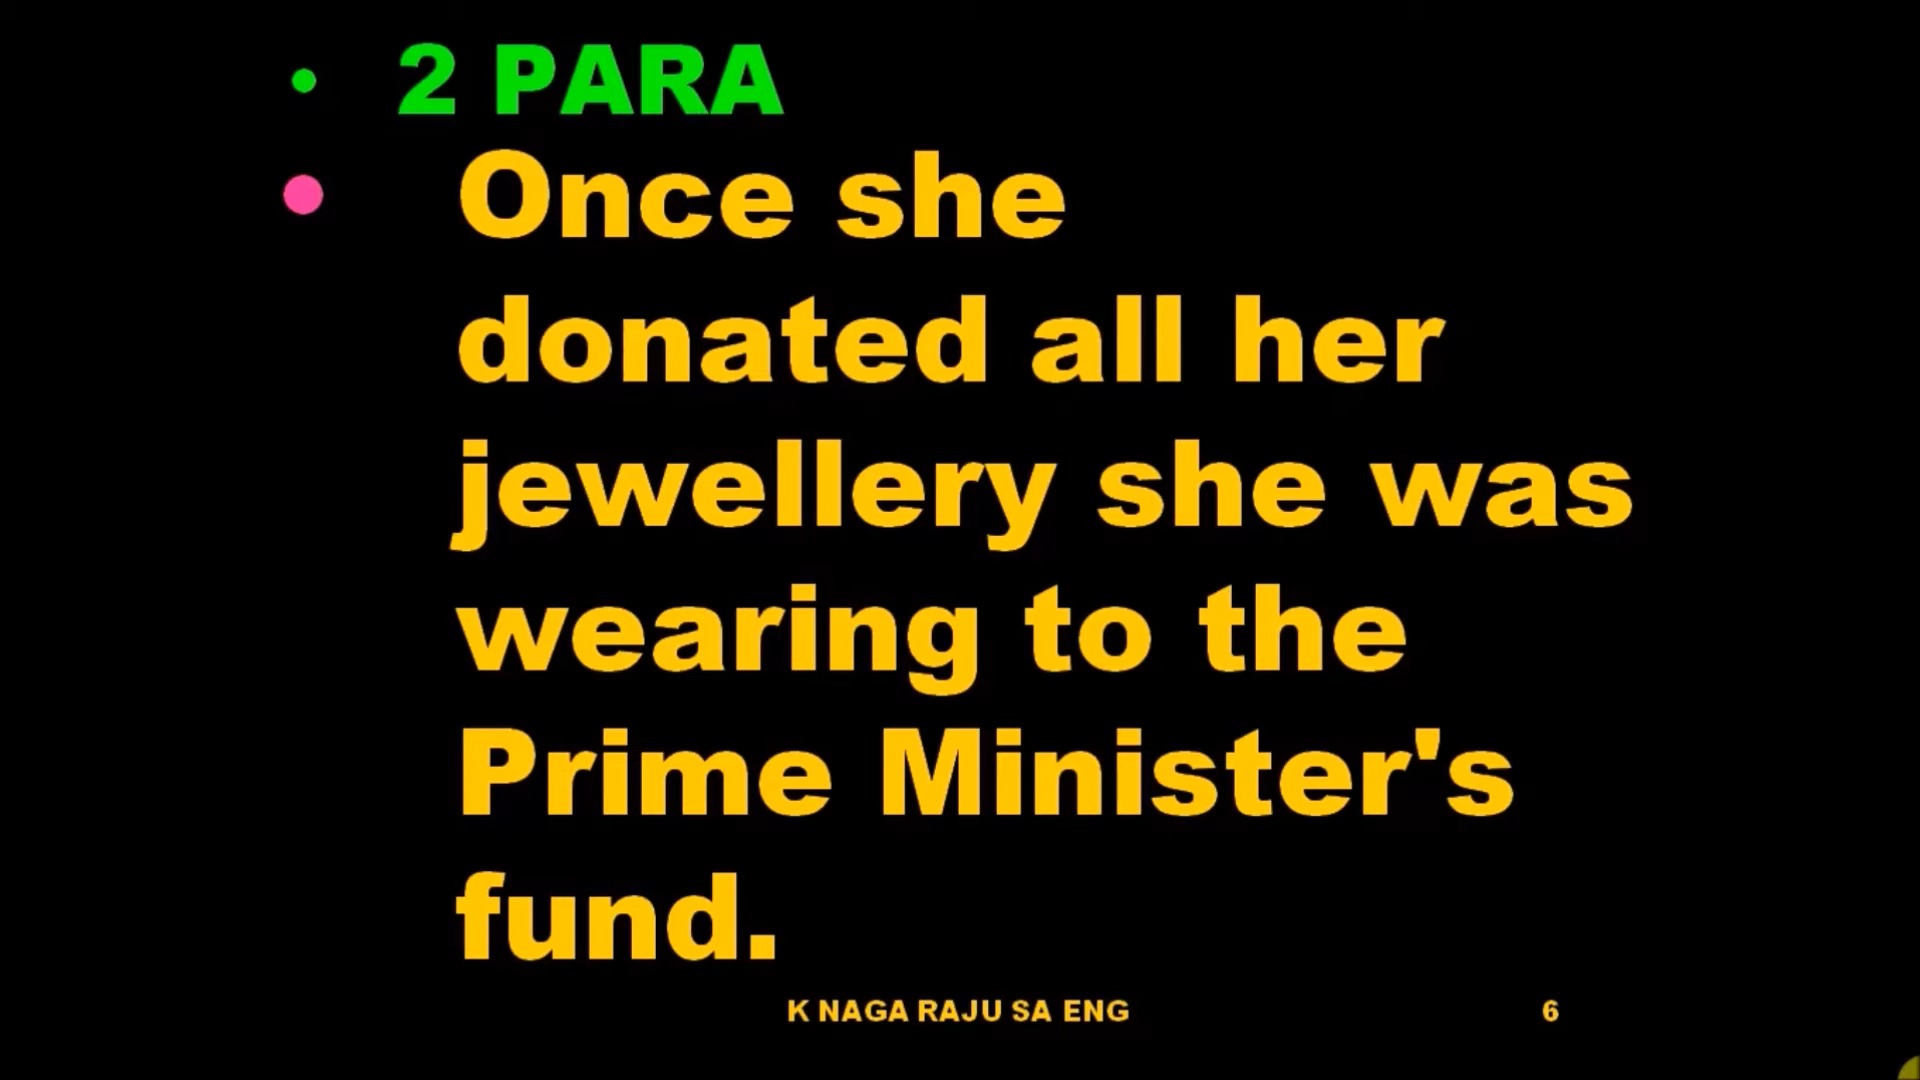 • 2 PARA
• Once she
donated all her
jewellery she was
wearing to the
Prime Minister's
fund.
K NAGA RAJU SA ENG
6